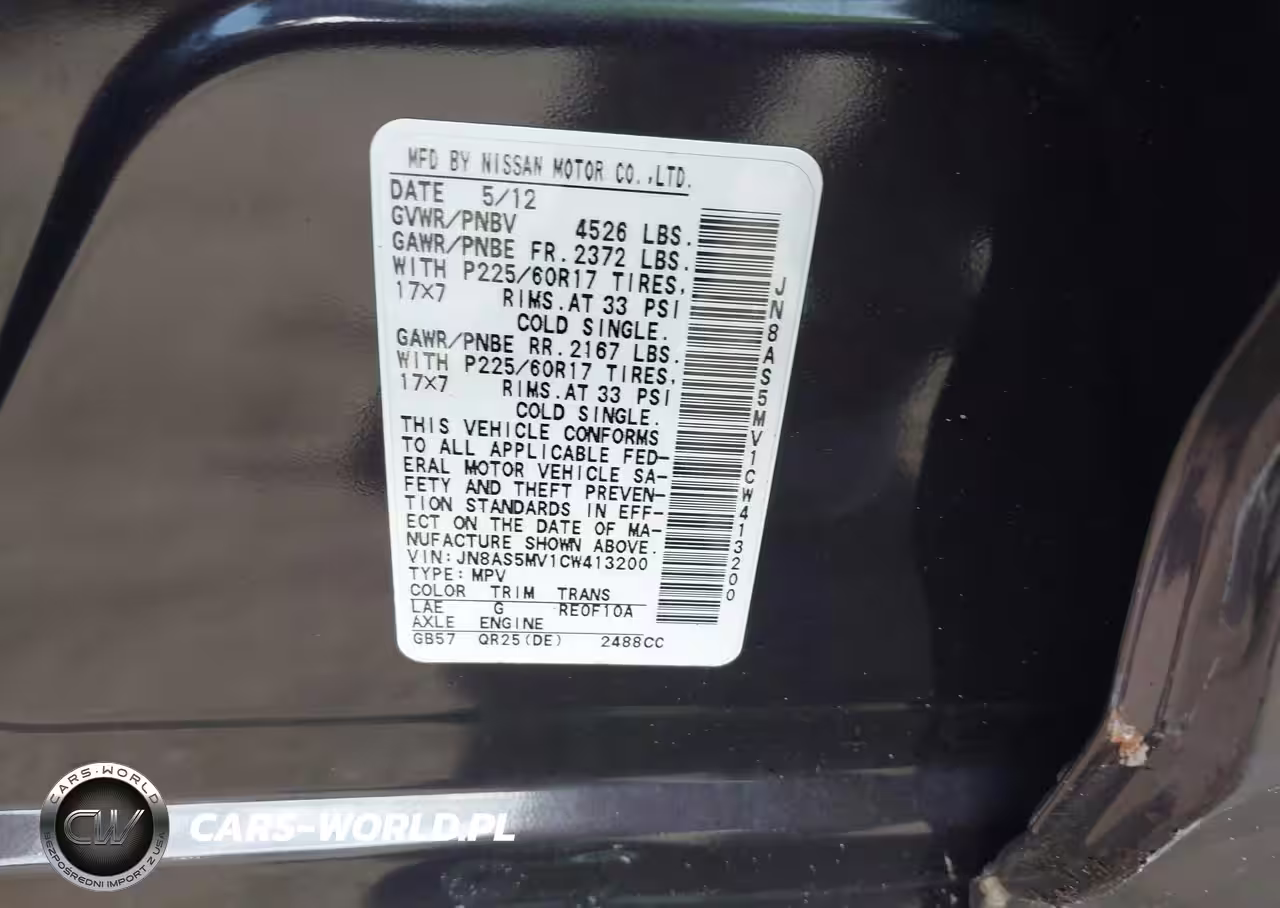 MFD BY NISSAN MOTOR CO.,LTD.
DATE 5/12
GVWR/PNBV 4526 LBS.
GAWR/PNBE FR. 2372 LBS.
WITH P225/60R17 TIRES,
17×7 RIMS. AT 33 PSI
COLD SINGLE.
GAWR/PNBE RR. 2167 LBS.
WITH P225/60R17 TIRES,
17×7 RIMS. AT 33 PSI
COLD SINGLE.
THIS VEHICLE CONFORMS
TO ALL APPLICABLE FED-
ERAL MOTOR VEHICLE SA-
FETY AND THEFT PREVEN-
TION STANDARDS IN EFF-
ECT ON THE DATE OF MA-
NUFACTURE SHOWN ABOVE.
VIN: JN8AS5MV1CW413200
TYPE: MPV
COLOR TRIM TRANS
LAE G RE0F10A
AXLE ENGINE
GB57 QR25(DE) 2488CC
JN8AS5MV1CW413200
CARS-WORLD
CW
BEZPOŚREDNI IMPORT Z USA
CARS-WORLD.PL